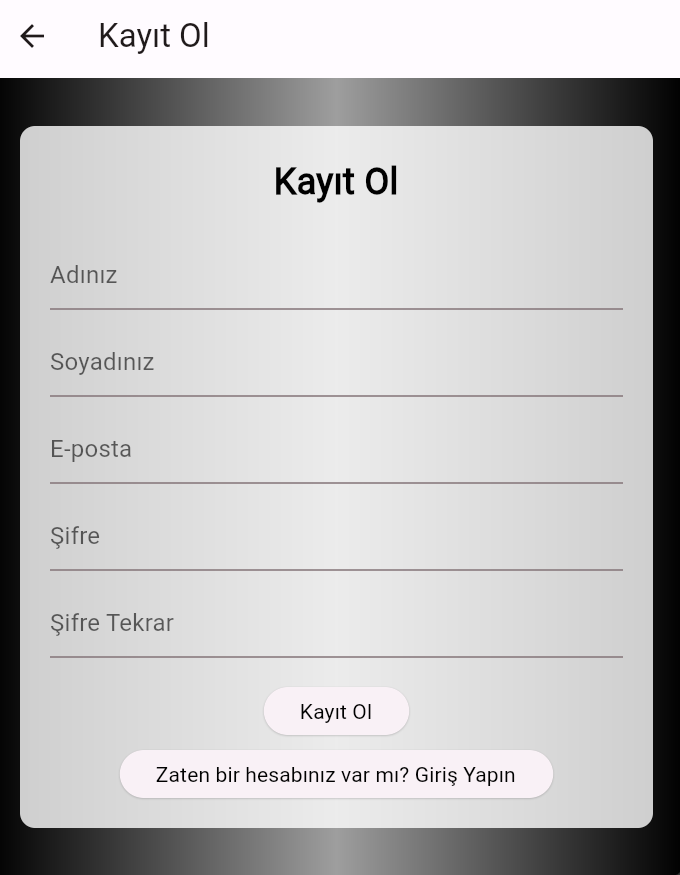 Kayıt Ol
Kayıt Ol
Adınız
Soyadınız
E-posta
Şifre
Şifre Tekrar
Kayıt Ol
Zaten bir hesabınız var mı? Giriş Yapın